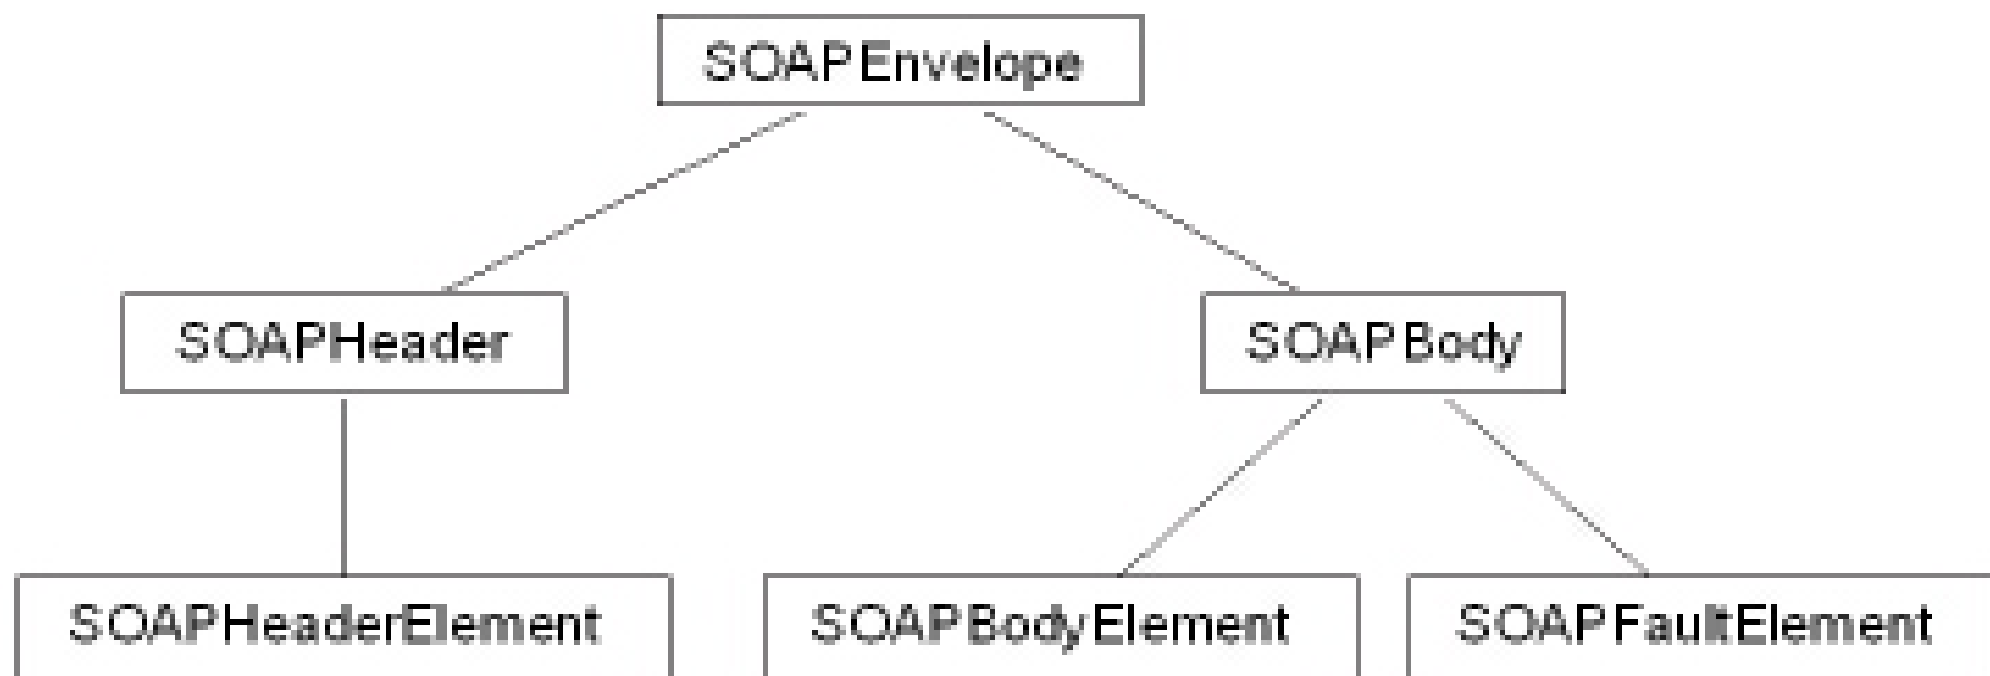 SOAPEnvelope
SOAPHeader
SOAPBody
SOAPHeaderElement
SOAPBodyElement
SOAPFaultElement